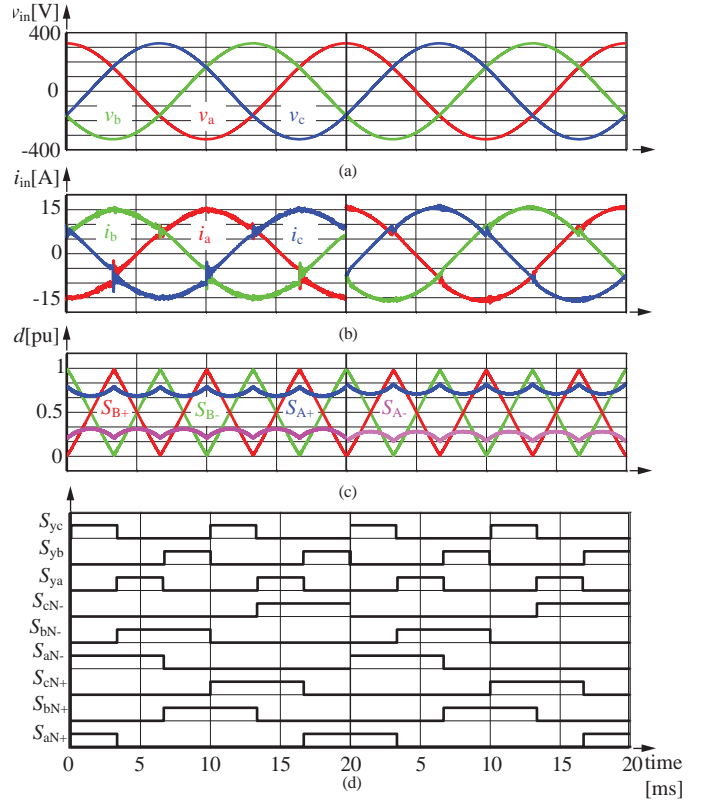 v_in[V]
400
0
-400
v_b
v_a
v_c
(a)
i_in[A]
15
0
-15
i_b
i_a
i_c
(b)
d[pu]
1
0.5
0
S_B+
S_B-
S_A+
S_A-
(c)
S_yc
S_yb
S_ya
S_cN-
S_bN-
S_aN-
S_cN+
S_bN+
S_aN+
0 5 10 15 20 5 10 15 20 time
(d)
[ms]